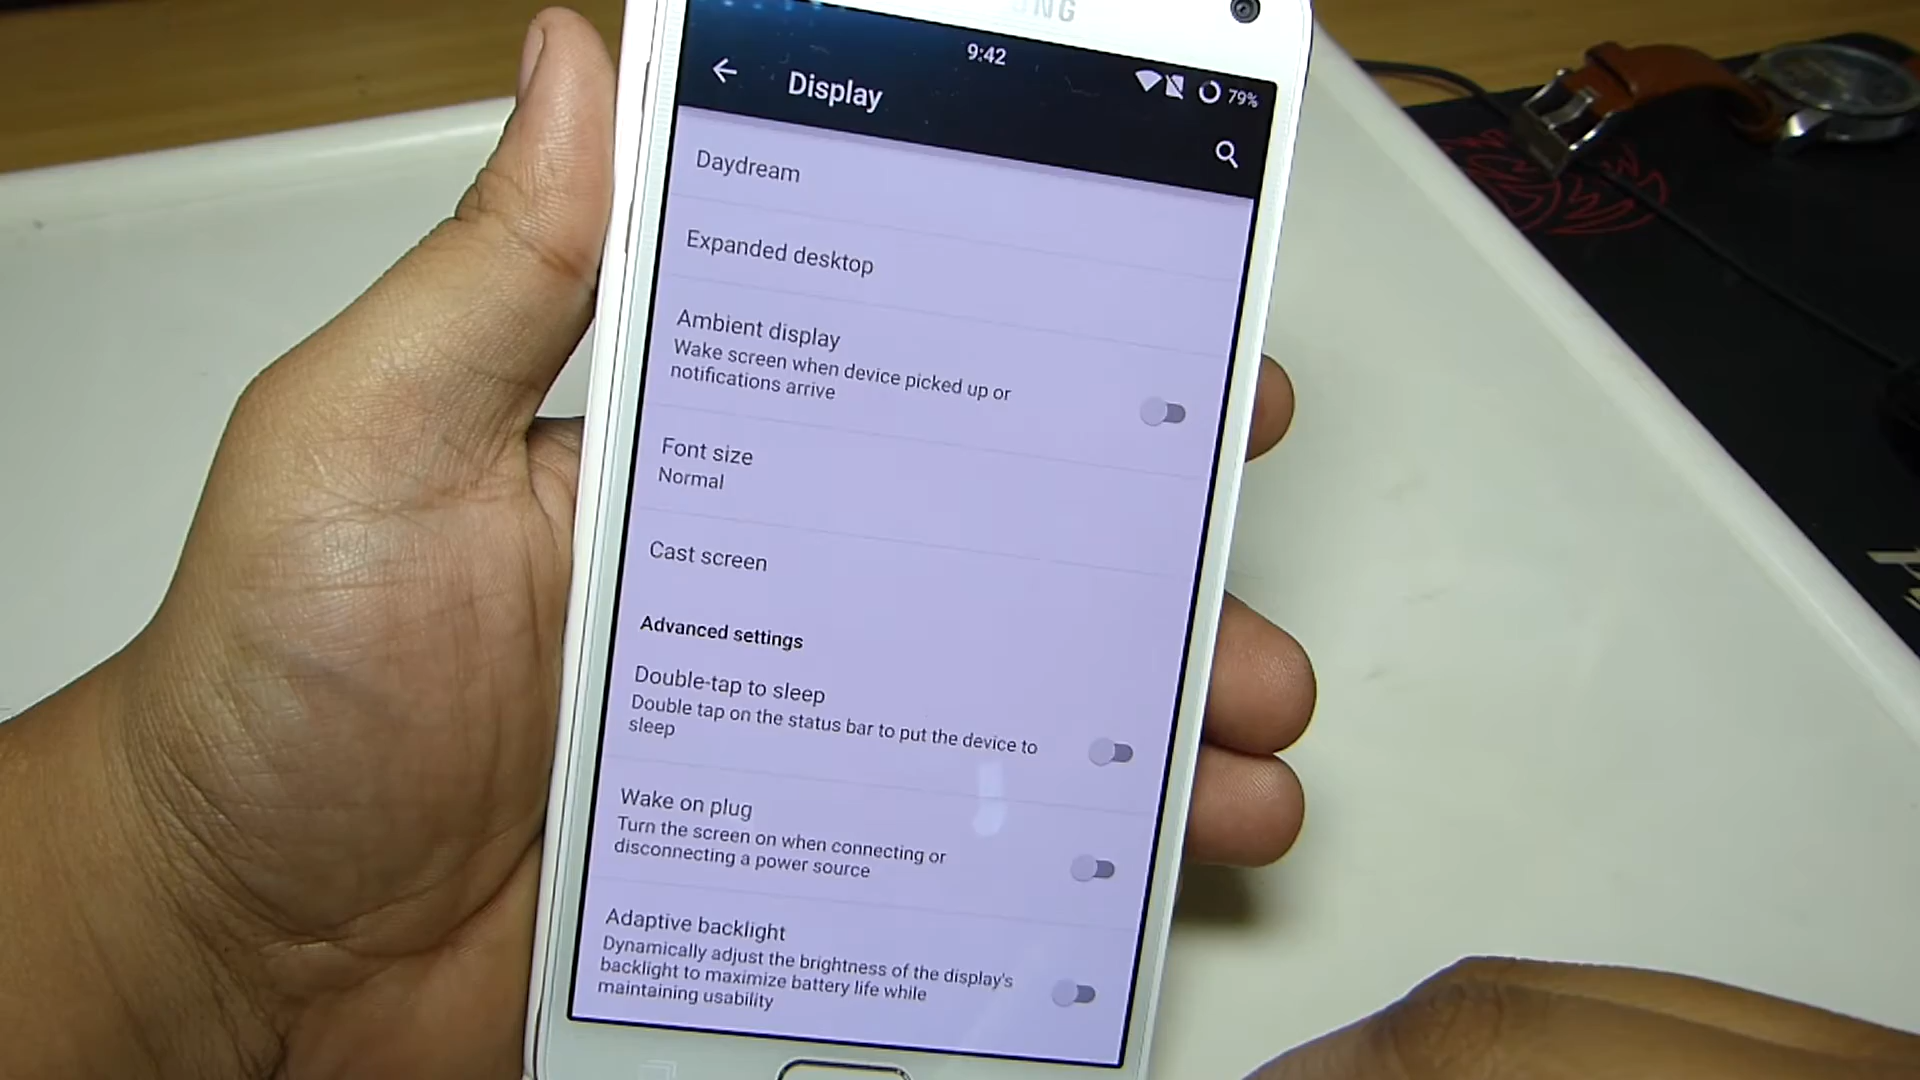 9:42
79%
Display
Daydream
Expanded desktop
Ambient display
Wake screen when device picked up or
notifications arrive
Font size
Normal
Cast screen
Advanced settings
Double-tap to sleep
Double tap on the status bar to put the device to
sleep
Wake on plug
Turn the screen on when connecting or
disconnecting a power source
Adaptive backlight
Dynamically adjust the brightness of the display's
backlight to maximize battery life while
maintaining usability